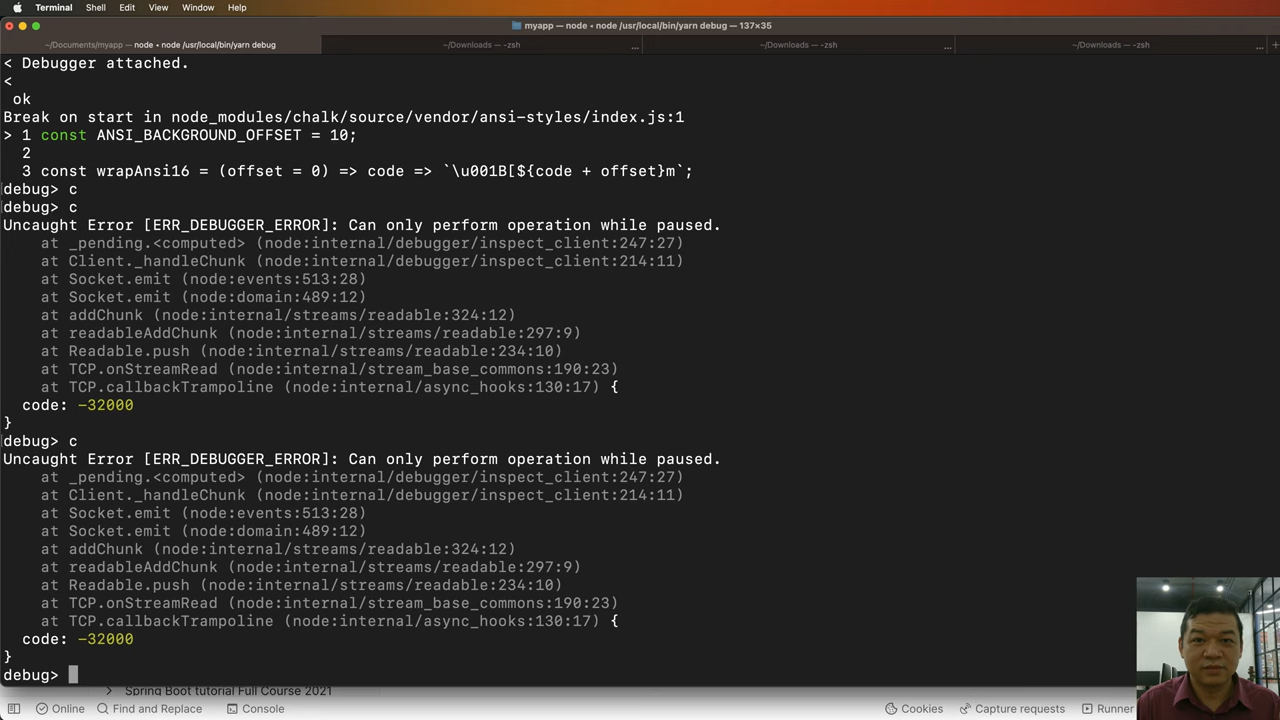 Terminal Shell Edit View Window Help
myapp — node ◂ node /usr/local/bin/yarn debug — 137×35
~/Documents/myapp — node ◂ node /usr/local/bin/yarn debug
~/Downloads — -zsh
...
~/Downloads — -zsh
...
~/Downloads — -zsh
...
+
< Debugger attached.
<
ok
Break on start in node_modules/chalk/source/vendor/ansi-styles/index.js:1
> 1 const ANSI_BACKGROUND_OFFSET = 10;
2
3 const wrapAnsi16 = (offset = 0) => code => `\u001B[${code + offset}m`;
debug> c
debug> c
Uncaught Error [ERR_DEBUGGER_ERROR]: Can only perform operation while paused.
at _pending.<computed> (node:internal/debugger/inspect_client:247:27)
at Client._handleChunk (node:internal/debugger/inspect_client:214:11)
at Socket.emit (node:events:513:28)
at Socket.emit (node:domain:489:12)
at addChunk (node:internal/streams/readable:324:12)
at readableAddChunk (node:internal/streams/readable:297:9)
at Readable.push (node:internal/streams/readable:234:10)
at TCP.onStreamRead (node:internal/stream_base_commons:190:23)
at TCP.callbackTrampoline (node:internal/async_hooks:130:17) {
code: -32000
}
debug> c
Uncaught Error [ERR_DEBUGGER_ERROR]: Can only perform operation while paused.
at _pending.<computed> (node:internal/debugger/inspect_client:247:27)
at Client._handleChunk (node:internal/debugger/inspect_client:214:11)
at Socket.emit (node:events:513:28)
at Socket.emit (node:domain:489:12)
at addChunk (node:internal/streams/readable:324:12)
at readableAddChunk (node:internal/streams/readable:297:9)
at Readable.push (node:internal/streams/readable:234:10)
at TCP.onStreamRead (node:internal/stream_base_commons:190:23)
at TCP.callbackTrampoline (node:internal/async_hooks:130:17) {
code: -32000
}
debug>
Spring Boot tutorial Full Course 2021
Online Find and Replace Console Cookies Capture requests Runner